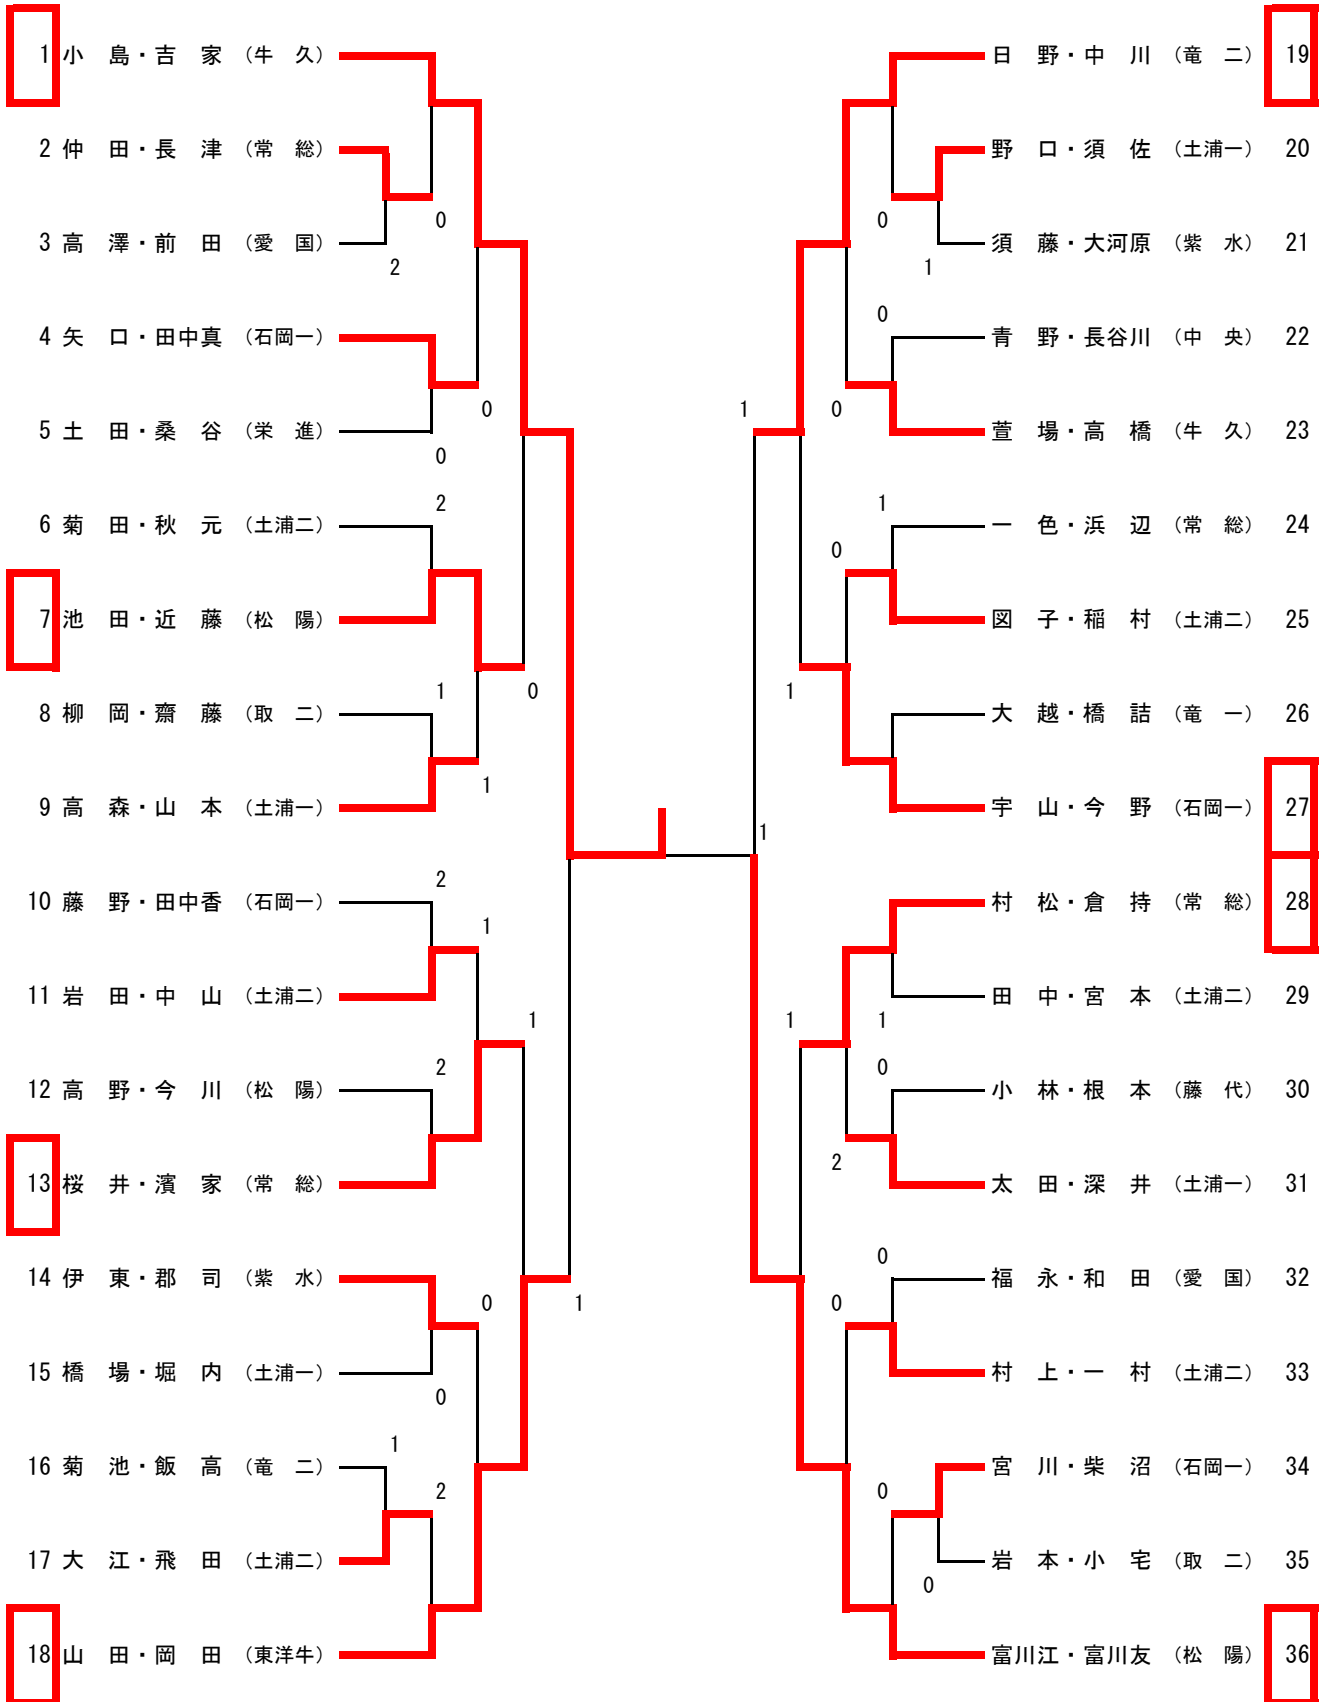 1 小 島・吉 家 （牛 久）
2 仲 田・長 津 （常 総）
0
3 高 澤・前 田 （愛 国）
2
4 矢 口・田中真 （石岡一）
0
5 土 田・桑 谷 （栄 進）
0
2
6 菊 田・秋 元 （土浦二）
7 池 田・近 藤 （松 陽）
1
0
8 柳 岡・齋 藤 （取 二）
1
9 高 森・山 本 （土浦一）
2
10 藤 野・田中香 （石岡一）
1
11 岩 田・中 山 （土浦二）
1
2
12 高 野・今 川 （松 陽）
13 桜 井・濱 家 （常 総）
14 伊 東・郡 司 （紫 水）
0
1
15 橋 場・堀 内 （土浦一）
0
1
16 菊 池・飯 高 （竜 二）
2
17 大 江・飛 田 （土浦二）
18 山 田・岡 田 （東洋牛）
日 野・中 川 （竜 二） 19
野 口・須 佐 （土浦一） 20
0
須 藤・大河原 （紫 水） 21
1
0
青 野・長谷川 （中 央） 22
1
0
萱 場・高 橋 （牛 久） 23
1
一 色・浜 辺 （常 総） 24
0
図 子・稲 村 （土浦二） 25
1
大 越・橋 詰 （竜 一） 26
宇 山・今 野 （石岡一） 27
1
村 松・倉 持 （常 総） 28
田 中・宮 本 （土浦二） 29
1
1
0
小 林・根 本 （藤 代） 30
2
太 田・深 井 （土浦一） 31
0
福 永・和 田 （愛 国） 32
0
村 上・一 村 （土浦二） 33
宮 川・柴 沼 （石岡一） 34
0
岩 本・小 宅 （取 二） 35
0
富川江・富川友 （松 陽） 36